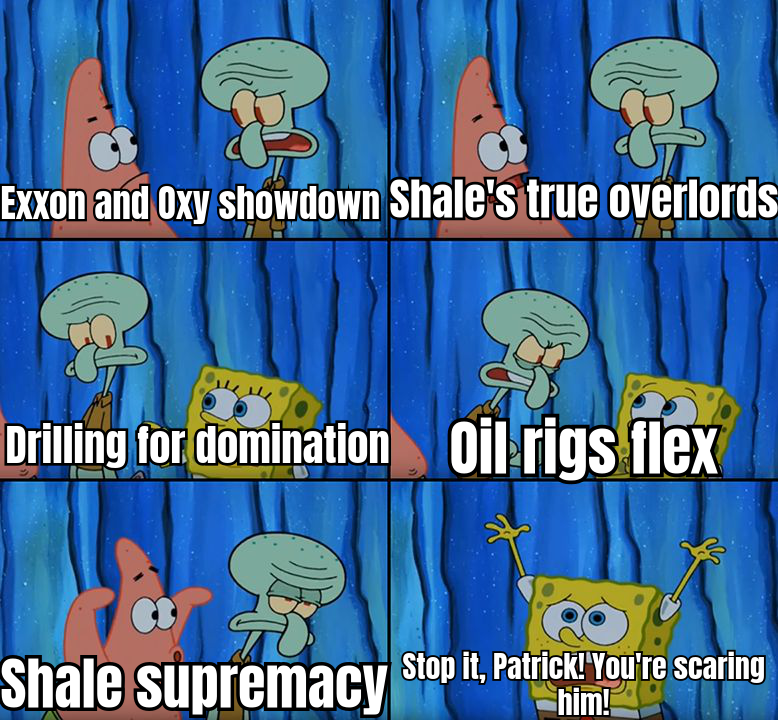 Exxon and Oxy showdown
Shale's true overlords
Drilling for domination
Oil rigs flex
Shale supremacy
Stop it, Patrick! You're scaring
him!